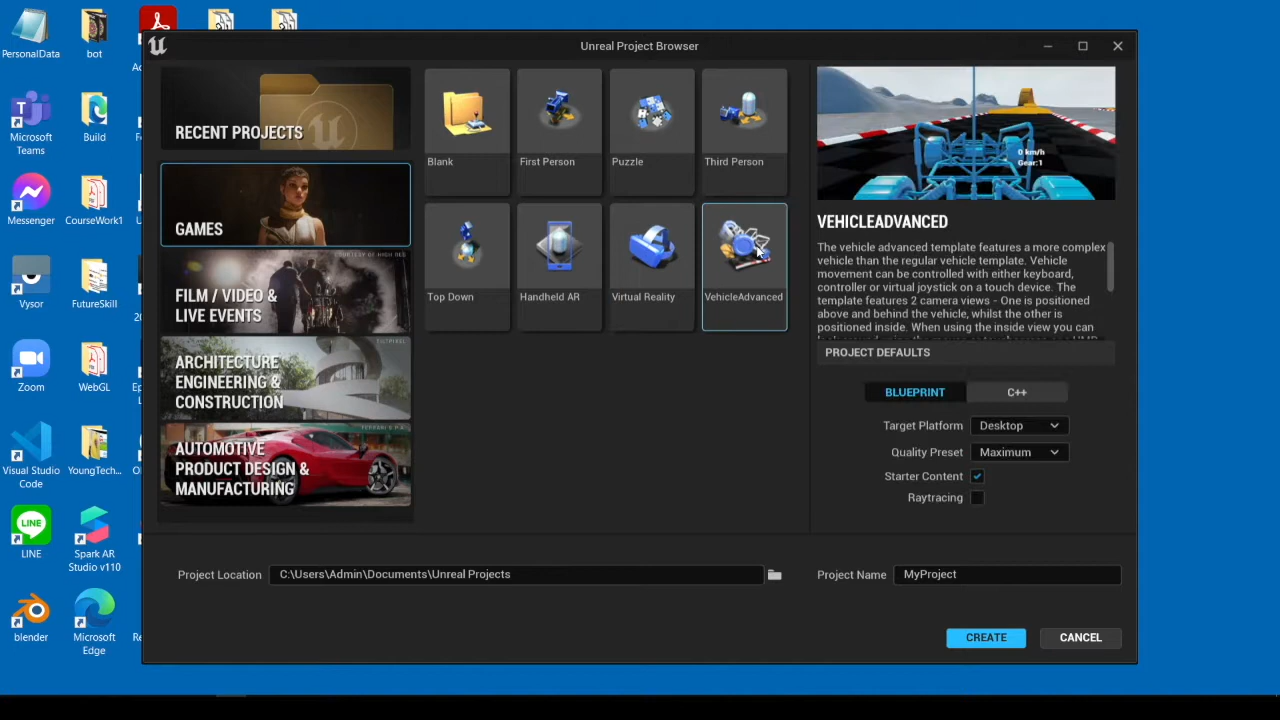 PersonalData
bot
Microsoft
Teams
Build
Messenger
CourseWork1
Vysor
FutureSkill
Zoom
WebGL
Visual Studio
Code
YoungTech...
LINE
Spark AR
Studio v110
blender
Microsoft
Edge
Unreal Project Browser
RECENT PROJECTS
GAMES
COURTESY OF HIGH RED
FILM / VIDEO &
LIVE EVENTS
ARCHITECTURE
ENGINEERING &
CONSTRUCTION
AUTOMOTIVE
PRODUCT DESIGN &
MANUFACTURING
Blank
First Person
Puzzle
Third Person
Top Down
Handheld AR
Virtual Reality
VehicleAdvanced
0 km/h
Gear:1
VEHICLEADVANCED
The vehicle advanced template features a more complex
vehicle than the regular vehicle template. Vehicle
movement can be controlled with either keyboard,
controller or virtual joystick on a touch device. The
template features 2 camera views - One is positioned
above and behind the vehicle, whilst the other is
positioned inside. When using the inside view you can
PROJECT DEFAULTS
BLUEPRINT
C++
Target Platform
Desktop
Quality Preset
Maximum
Starter Content
Raytracing
Project Location
C:\Users\Admin\Documents\Unreal Projects
Project Name
MyProject
CREATE
CANCEL